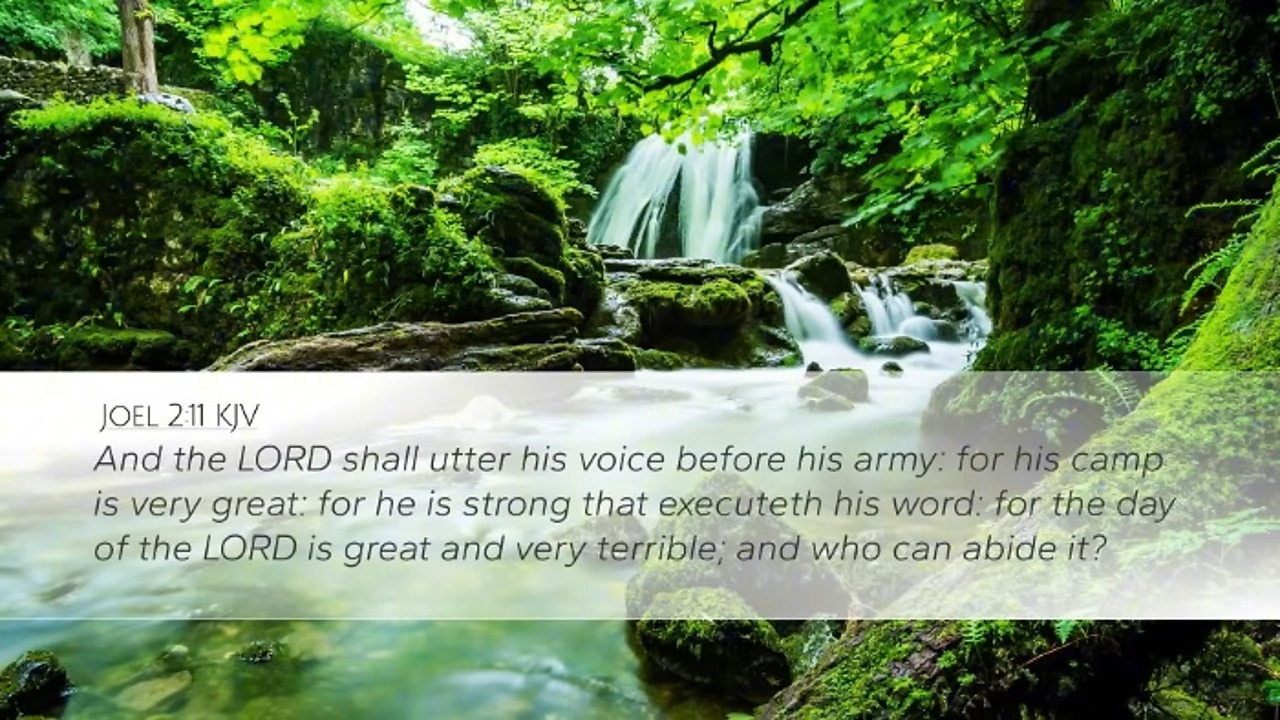 JOEL 2:11 KJV
And the LORD shall utter his voice before his army: for his camp
is very great: for he is strong that executeth his word: for the day
of the LORD is great and very terrible; and who can abide it?